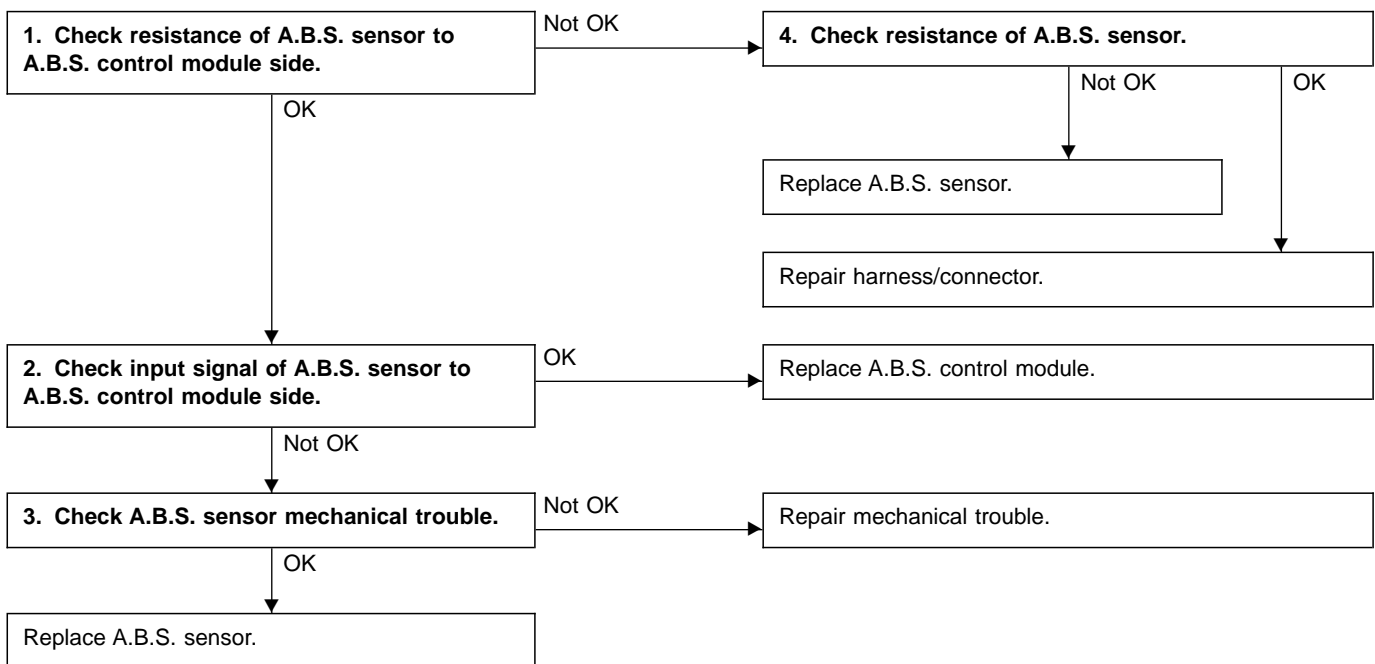 1. Check resistance of A.B.S. sensor to
A.B.S. control module side.
Not OK
4. Check resistance of A.B.S. sensor.
OK
Not OK
OK
Replace A.B.S. sensor.
Repair harness/connector.
2. Check input signal of A.B.S. sensor to
A.B.S. control module side.
OK
Replace A.B.S. control module.
Not OK
3. Check A.B.S. sensor mechanical trouble.
Not OK
Repair mechanical trouble.
OK
Replace A.B.S. sensor.